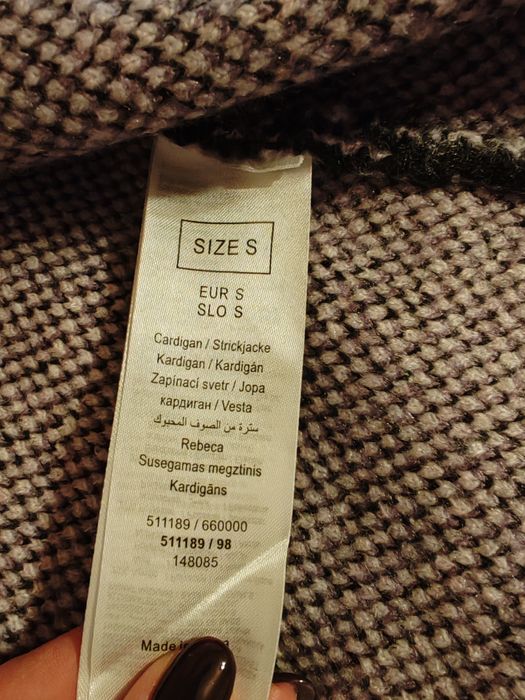 SIZE S
EUR S
SLO S
Cardigan / Strickjacke
Kardigan / Kardigán
Zapínací svetr / Jopa
кардиган / Vesta
سترة من الصوف المحبوك
Rebeca
Susegamas megztinis
Kardigāns
511189 / 660000
511189 / 98
148085
Made